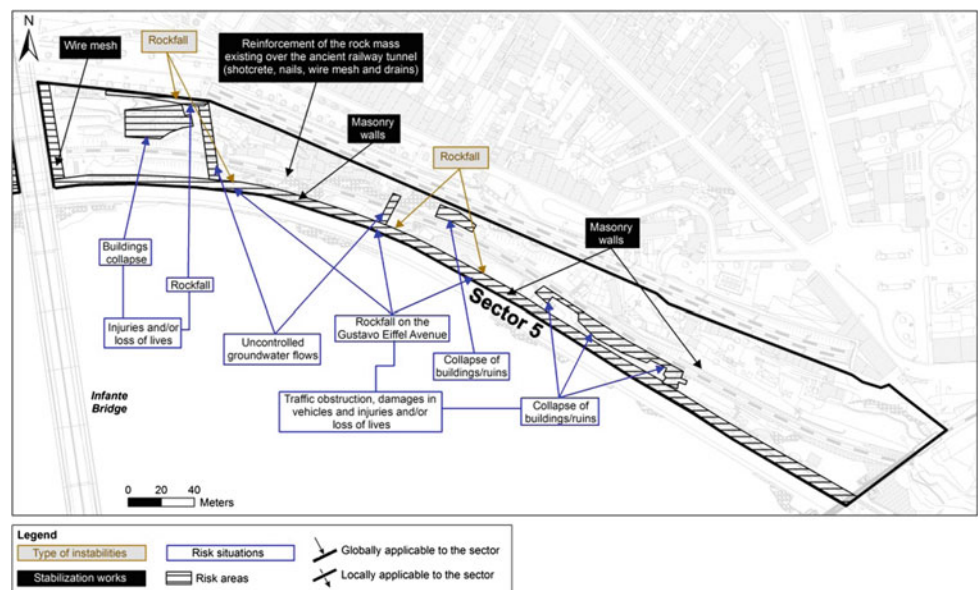 N
Wire mesh
Rockfall
Reinforcement of the rock mass
existing over the ancient railway tunnel
(shotcrete, nails, wire mesh and drains)
Masonry
walls
Rockfall
Masonry
walls
Buildings
collapse
Rockfall
Injuries and/or
loss of lives
Uncontrolled
groundwater flows
Rockfall on the
Gustavo Eiffel Avenue
Sector 5
Collapse of
buildings/ruins
Traffic obstruction, damages in
vehicles and injuries and/or
loss of lives
Collapse of
buildings/ruins
Infante
Bridge
0 20 40
Meters
Legend
Type of instabilities
Risk situations
Globally applicable to the sector
Stabilization works
Risk areas
Locally applicable to the sector